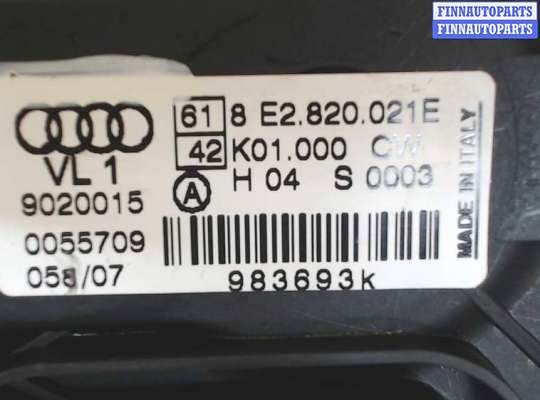 FINNAUTOPARTS
FINNAUTOPARTS
61 8 E2.820.021E
42 K01.000 CW
VL 1
A H 04 S 0003
9020015
0055709
058/07
983693k
MADE IN ITALY